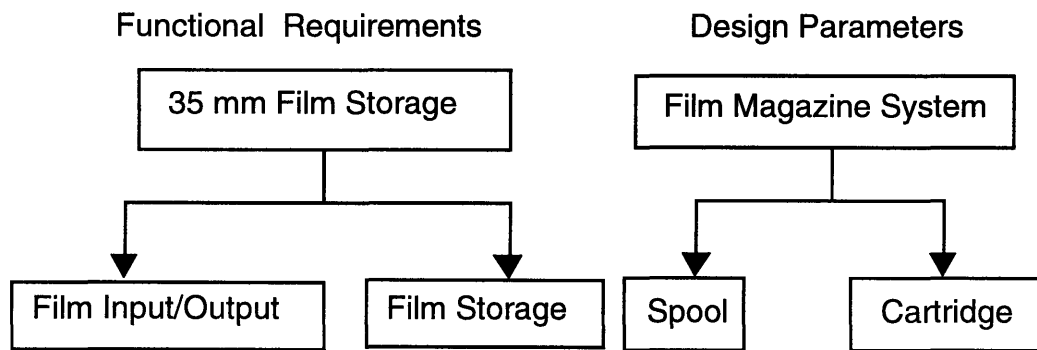 Functional Requirements
Design Parameters
35 mm Film Storage
Film Magazine System
Film Input/Output
Film Storage
Spool
Cartridge